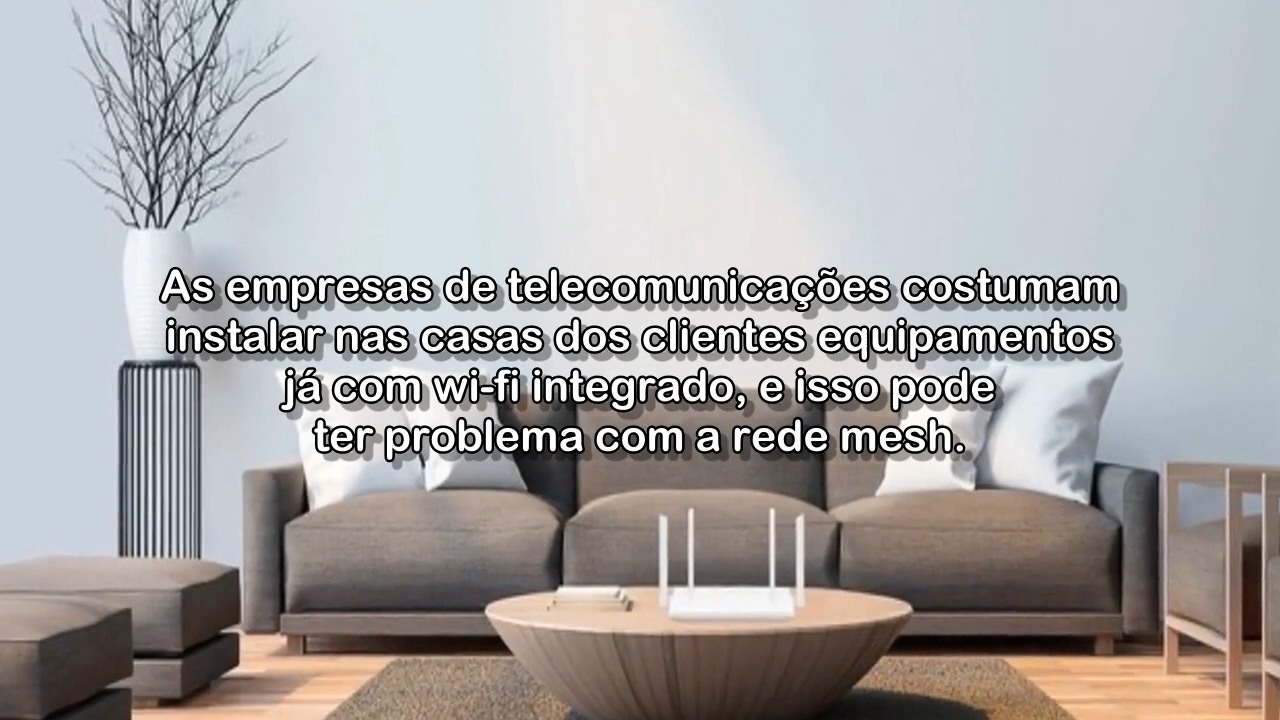 As empresas de telecomunicações costumam
instalar nas casas dos clientes equipamentos
já com wi-fi integrado, e isso pode
ter problema com a rede mesh.